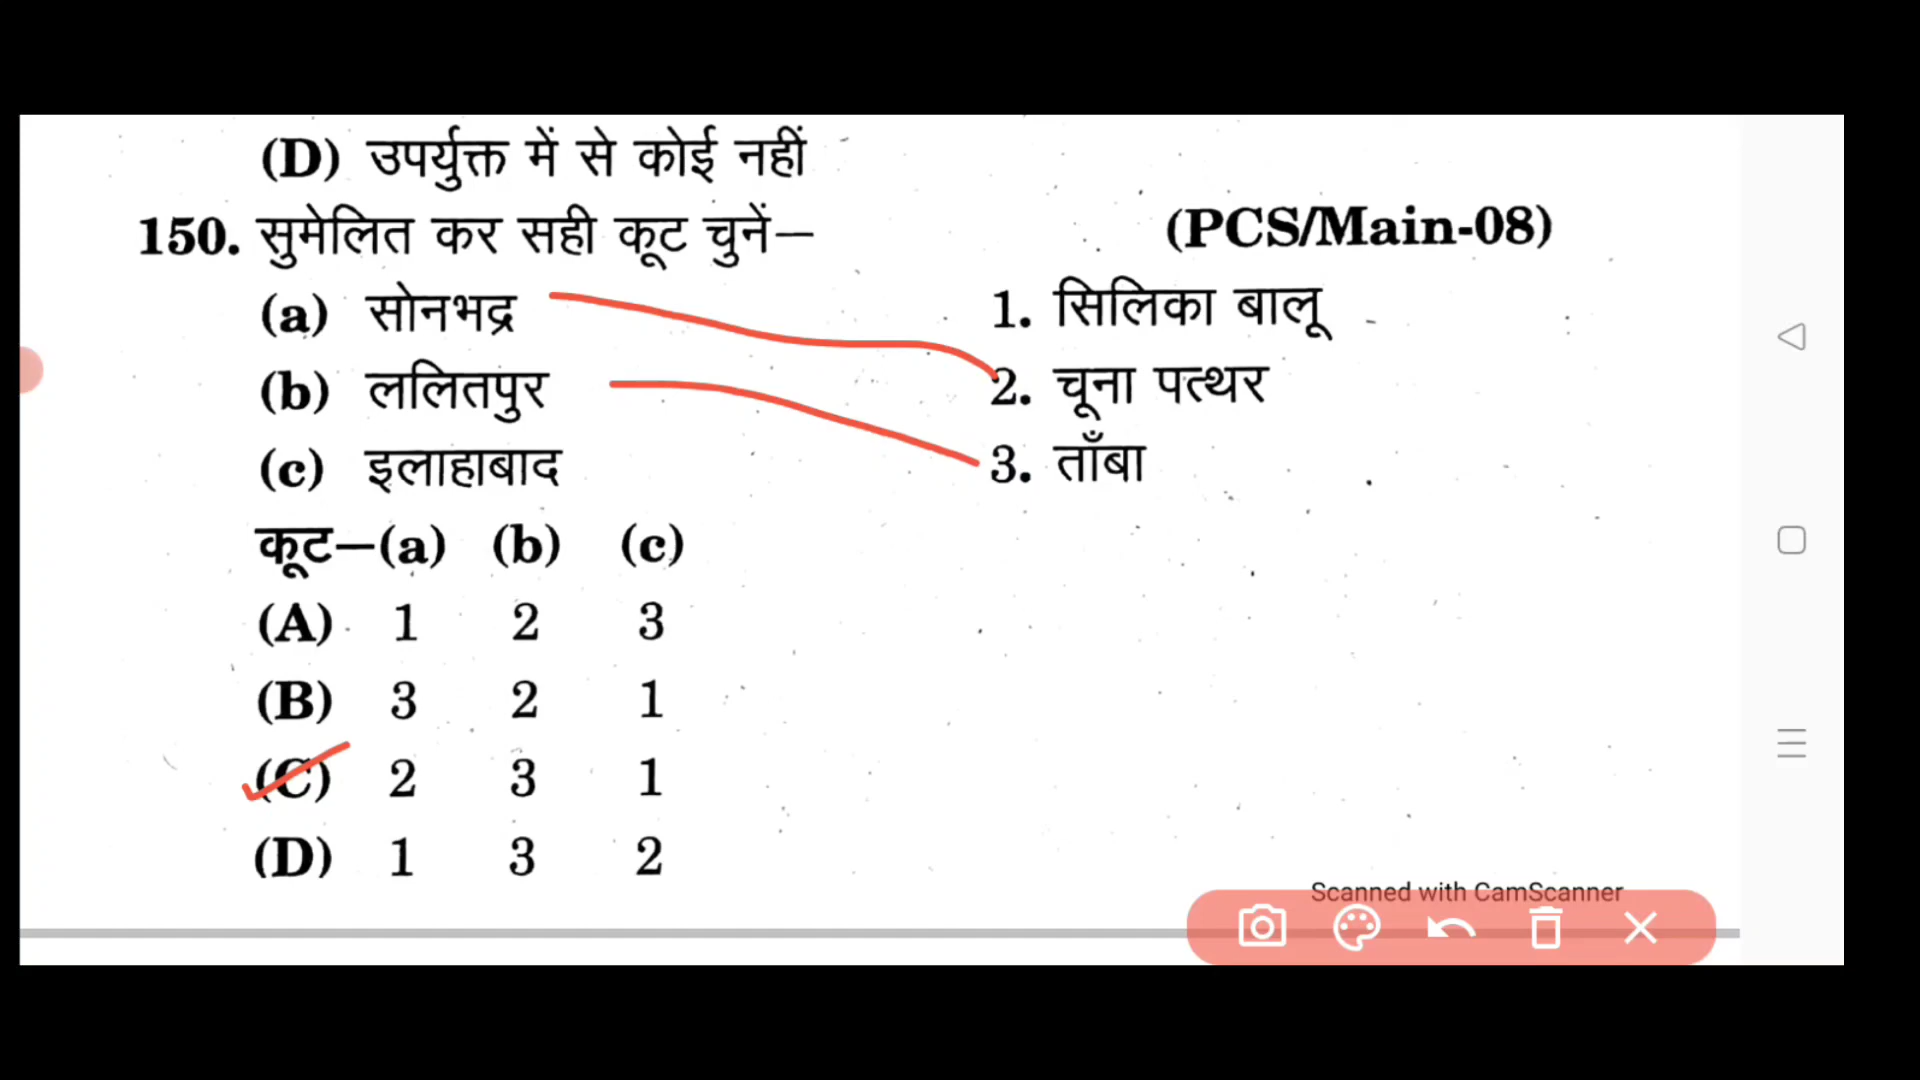 (D) उपर्युक्त में से कोई नहीं
150. सुमेलित कर सही कूट चुनें— (PCS/Main-08)
(a) सोनभद्र 1. सिलिका बालू
(b) ललितपुर 2. चूना पत्थर
(c) इलाहाबाद 3. ताँबा
कूट—(a) (b) (c)
(A) 1 2 3
(B) 3 2 1
(C) 2 3 1
(D) 1 3 2
Scanned with CamScanner